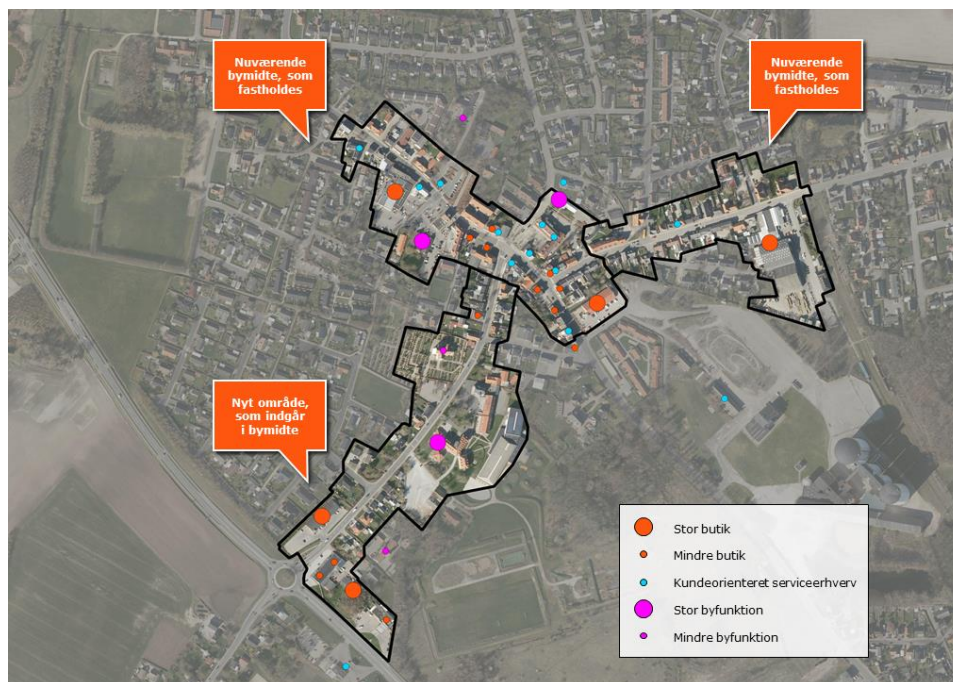 Nuværende
bymidte, som
fastholdes
Nuværende
bymidte, som
fastholdes
Nyt område,
som indgår
i bymidte
Stor butik
Mindre butik
Kundeorienteret serviceerhverv
Stor byfunktion
Mindre byfunktion